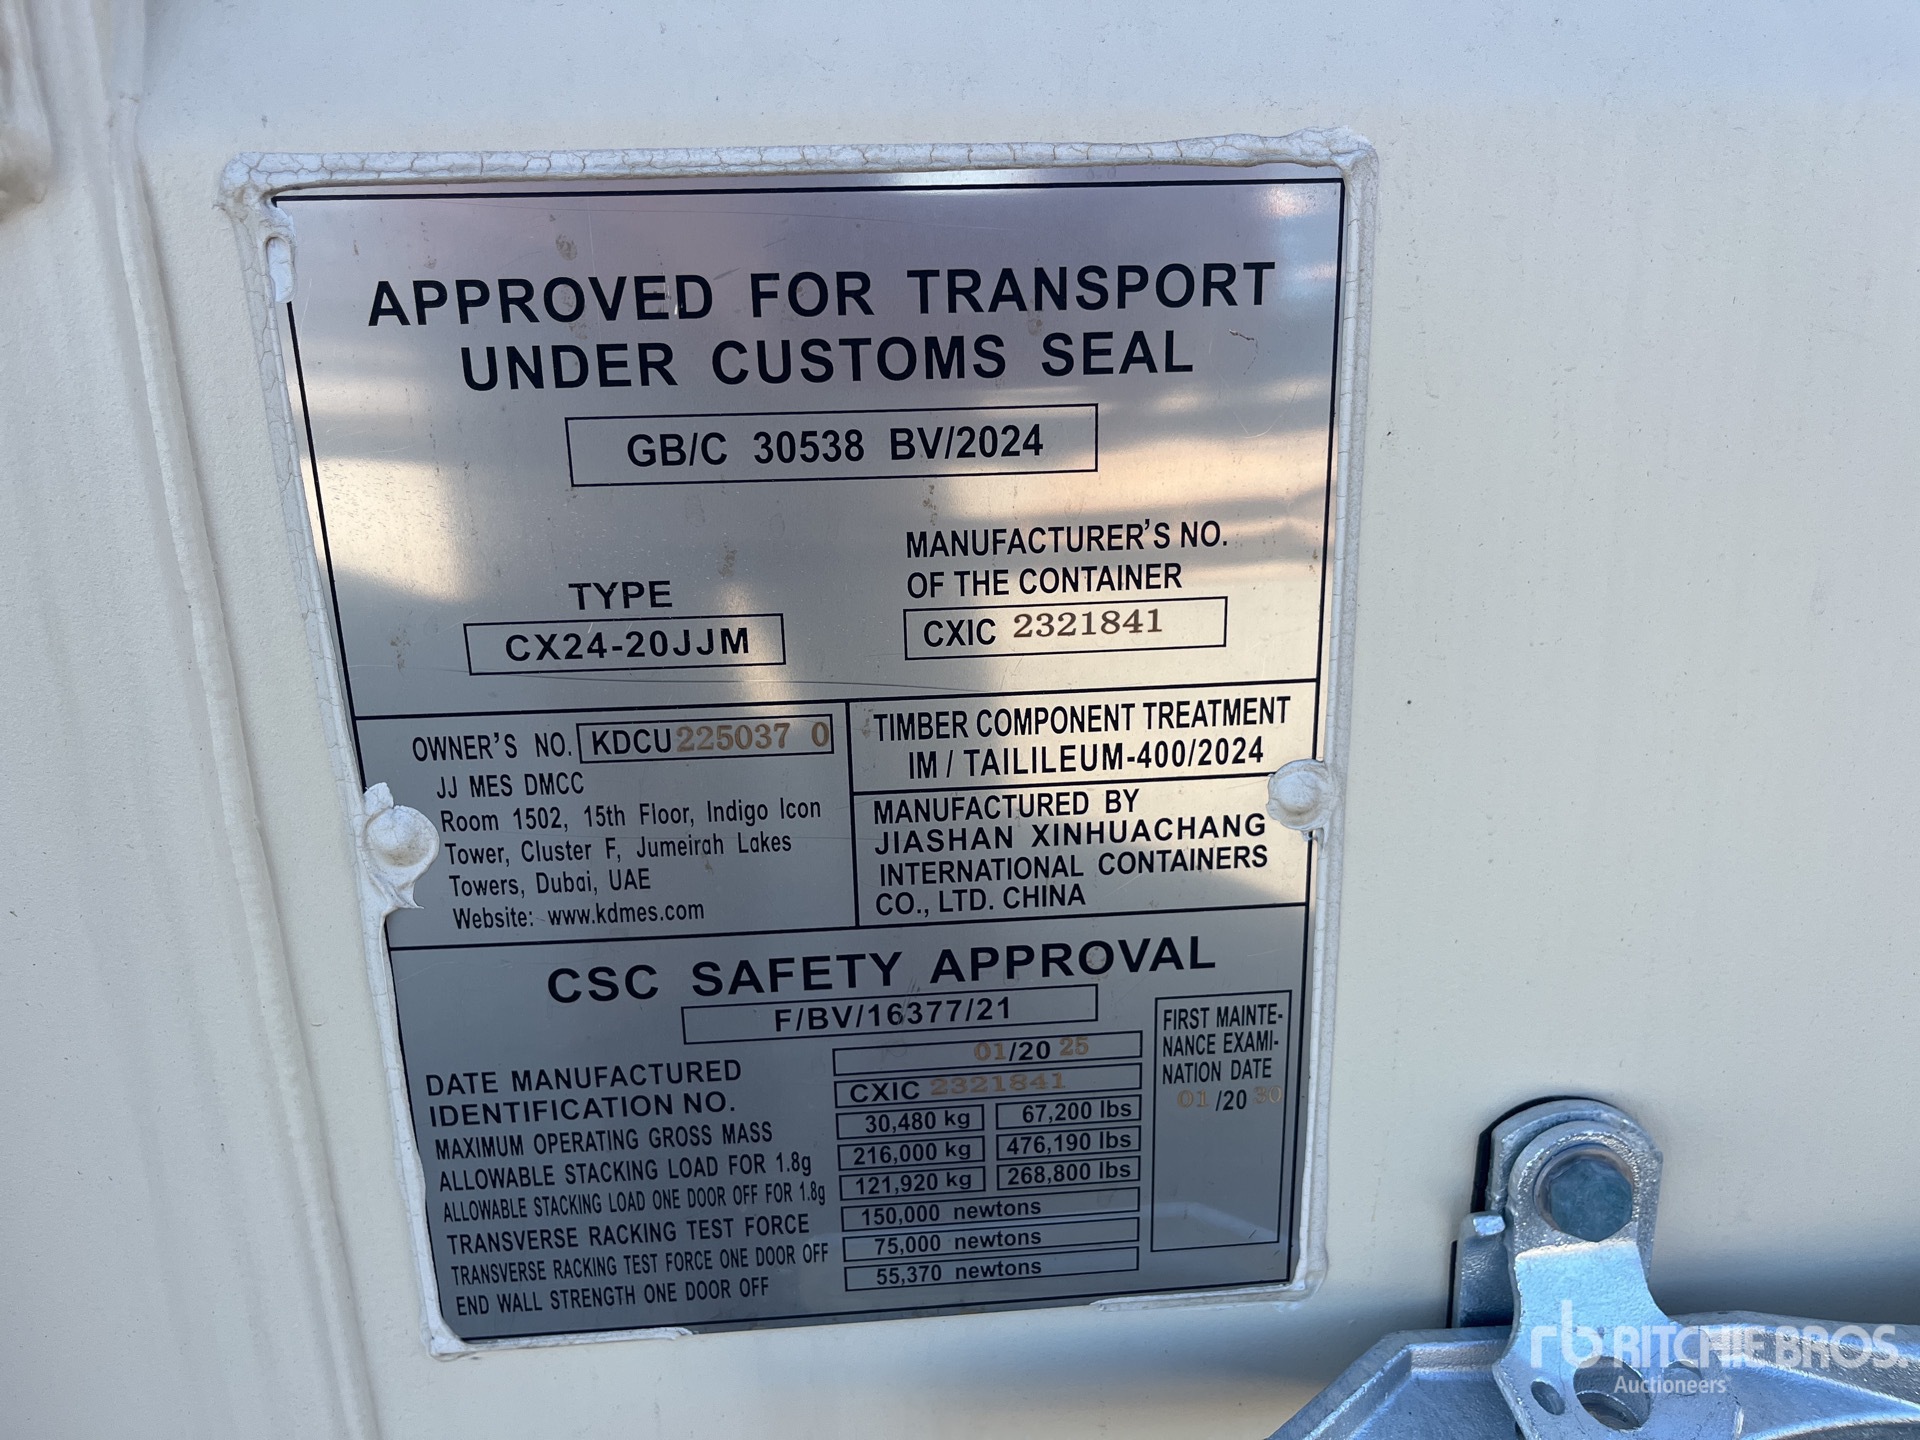 APPROVED FOR TRANSPORT
UNDER CUSTOMS SEAL
GB/C 30538 BV/2024
TYPE
CX24-20JJM
MANUFACTURER'S NO.
OF THE CONTAINER
CXIC 2321841
OWNER'S NO. KDCU 225037 0
JJ MES DMCC
Room 1502, 15th Floor, Indigo Icon
Tower, Cluster F, Jumeirah Lakes
Towers, Dubai, UAE
Website: www.kdmes.com
TIMBER COMPONENT TREATMENT
IM / TAILILEUM-400/2024
MANUFACTURED BY
JIASHAN XINHUACHANG
INTERNATIONAL CONTAINERS
CO., LTD. CHINA
CSC SAFETY APPROVAL
F/BV/16377/21
DATE MANUFACTURED 01/20 25
IDENTIFICATION NO. CXIC 2321841
MAXIMUM OPERATING GROSS MASS 30,480 kg 67,200 lbs
ALLOWABLE STACKING LOAD FOR 1.8g 216,000 kg 476,190 lbs
ALLOWABLE STACKING LOAD ONE DOOR OFF FOR 1.8g 121,920 kg 268,800 lbs
TRANSVERSE RACKING TEST FORCE 150,000 newtons
TRANSVERSE RACKING TEST FORCE ONE DOOR OFF 75,000 newtons
END WALL STRENGTH ONE DOOR OFF 55,370 newtons
FIRST MAINTE-
NANCE EXAMI-
NATION DATE
01 /20 30
rb RITCHIE BROS.
Auctioneers